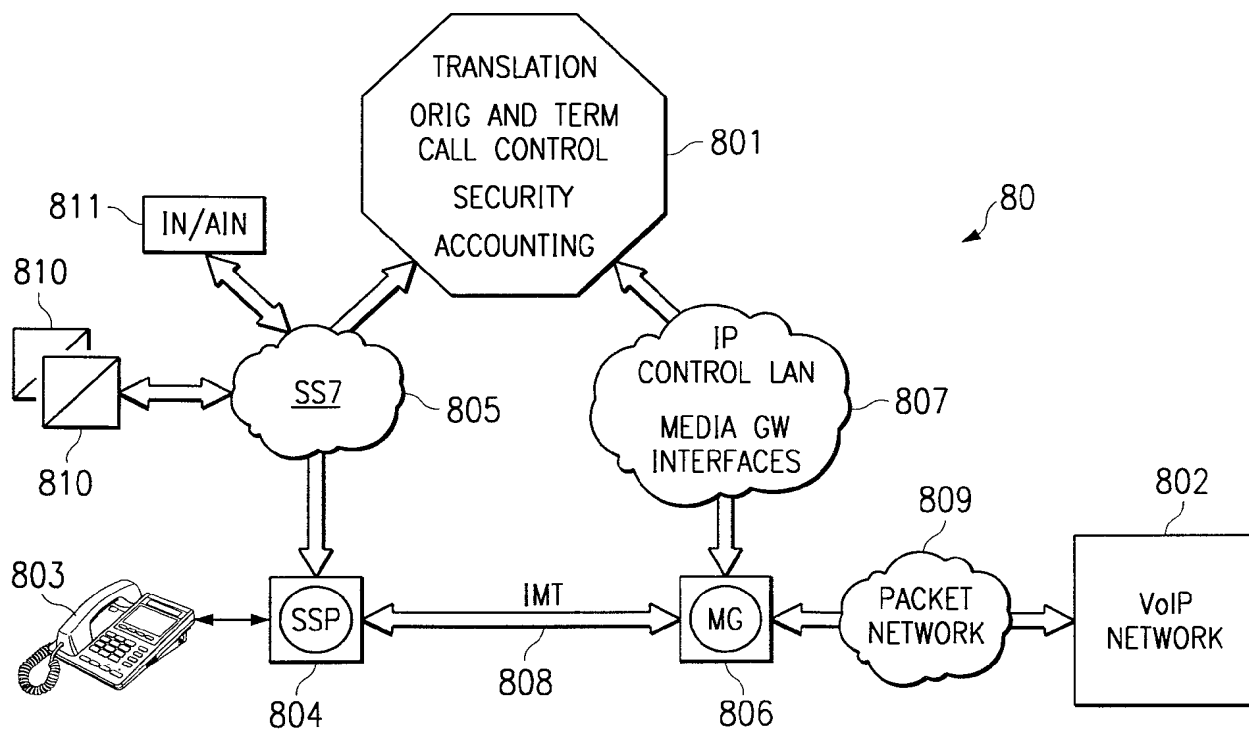 TRANSLATION
ORIG AND TERM
CALL CONTROL
SECURITY
ACCOUNTING
801
80
811
IN/AIN
810
810
SS7
805
IP
CONTROL LAN
MEDIA GW
INTERFACES
807
803
SSP
804
IMT
808
MG
806
809
PACKET
NETWORK
802
VoIP
NETWORK